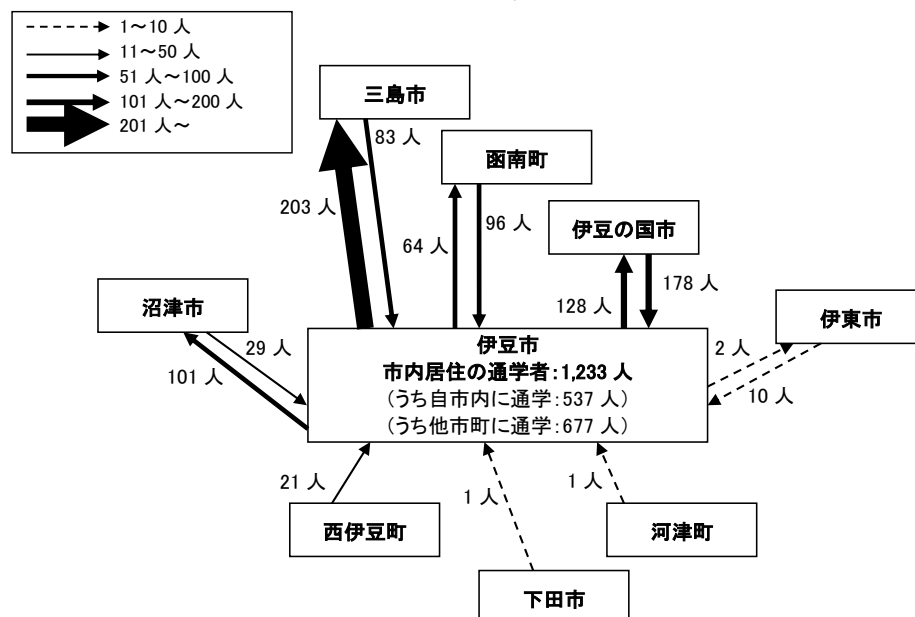 1～10 人
11～50 人
51 人～100 人
101 人～200 人
201 人～
三島市
83 人
函南町
203 人
64 人
96 人
伊豆の国市
128 人
178 人
沼津市
29 人
101 人
伊東市
2 人
10 人
伊豆市
市内居住の通学者：1,233 人
（うち自市内に通学：537 人）
（うち他市町に通学：677 人）
21 人
1 人
1 人
西伊豆町
河津町
下田市